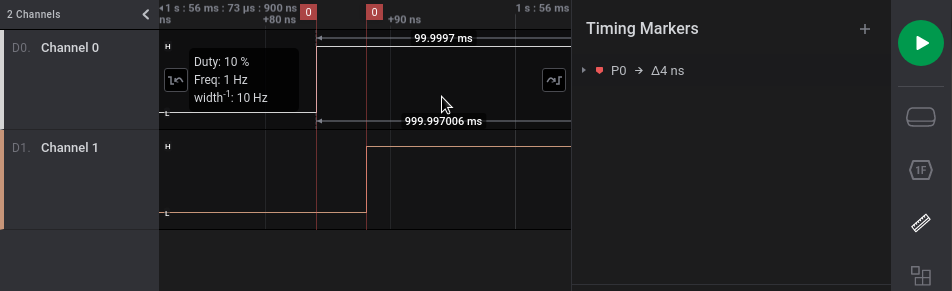 2 Channels
1 s : 56 ms : 73 µs : 900 ns
1 s : 56 ms
ns
+80 ns
0
0
+90 ns
D0. Channel 0
H
L
99.9997 ms
Duty: 10 %
Freq: 1 Hz
width-1: 10 Hz
999.997006 ms
D1. Channel 1
H
L
Timing Markers
P0 → Δ4 ns
1F